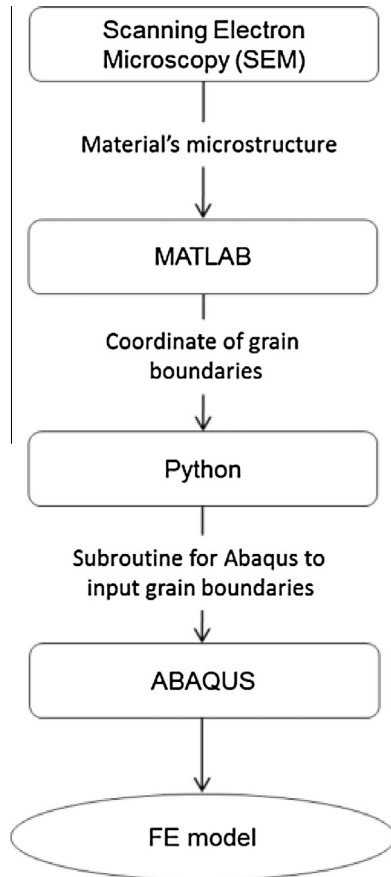 Scanning Electron
Microscopy (SEM)
Material's microstructure
MATLAB
Coordinate of grain
boundaries
Python
Subroutine for Abaqus to
input grain boundaries
ABAQUS
FE model